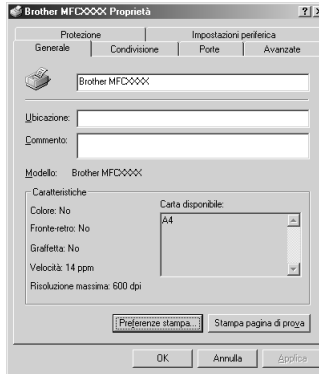 Brother MFCXXXX Proprietà
Protezione Impostazioni periferica
Generale Condivisione Porte Avanzate
Brother MFCXXXX
Ubicazione:
Commento:
Modello: Brother MFCXXXX
Caratteristiche
Colore: No
Carta disponibile:
Fronte-retro: No
A4
Graffetta: No
Velocità: 14 ppm
Risoluzione massima: 600 dpi
Preferenze stampa... Stampa pagina di prova
OK Annulla Applica